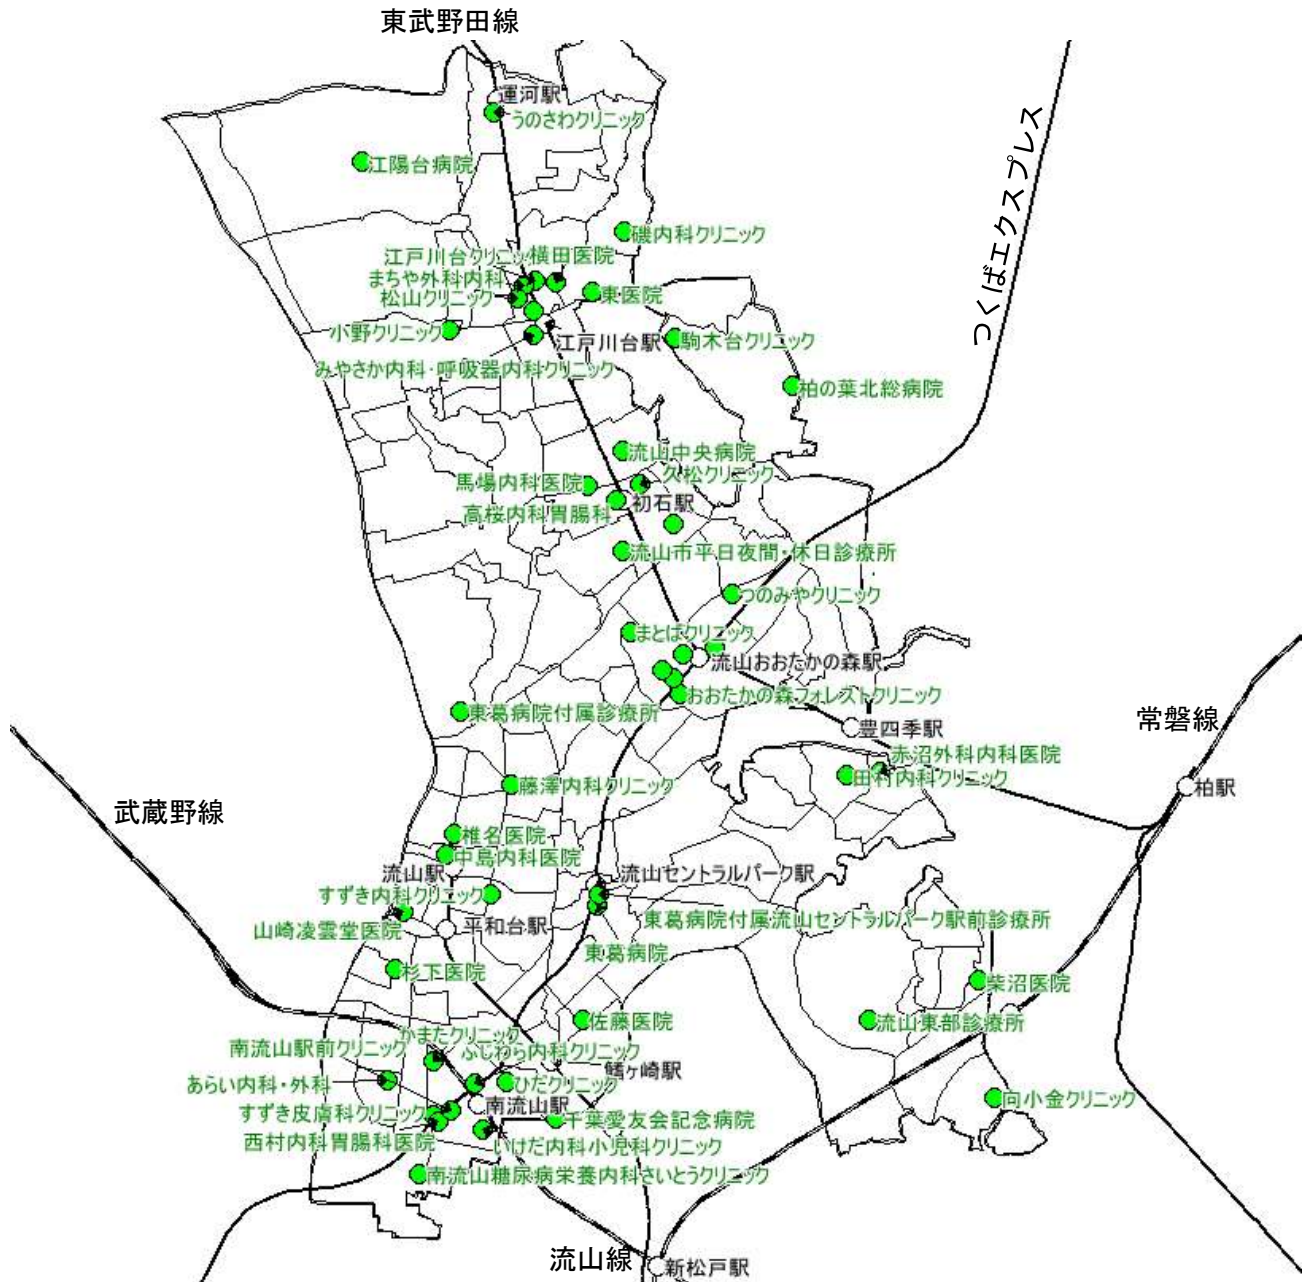 東武野田線
運河駅
うのさわクリニック
江陽台病院
つくばエクスプレス
磯内科クリニック
江戸川台クリニッ
横田医院
まちや外科内科
松山クリニック
東医院
小野クリニック
江戸川台駅
駒木台クリニック
みやさか内科・呼吸器内科クリニック
柏の葉北総病院
流山中央病院
久松クリニック
馬場内科医院
初石駅
高桜内科胃腸科
流山市平日夜間・休日診療所
つのみやクリニック
まとばクリニック
流山おおたかの森駅
おおたかの森フォレストクリニック
東葛病院付属診療所
常磐線
豊四季駅
赤沼外科内科医院
田村内科クリニック
藤澤内科クリニック
柏駅
武蔵野線
椎名医院
中島内科医院
流山駅
流山セントラルパーク駅
すずき内科クリニック
東葛病院付属流山セントラルパーク駅前診療所
山崎凌雲堂医院
平和台駅
東葛病院
杉下医院
柴沼医院
佐藤医院
流山東部診療所
かまたクリニック
南流山駅前クリニック
ふじわら内科クリニック
鰭ヶ崎駅
あらい内科・外科
ひだクリニック
向小金クリニック
南流山駅
すずき皮膚科クリニック
千葉愛友会記念病院
西村内科胃腸科医院
いけだ内科小児科クリニック
南流山糖尿病栄養内科さいとうクリニック
流山線
新松戸駅